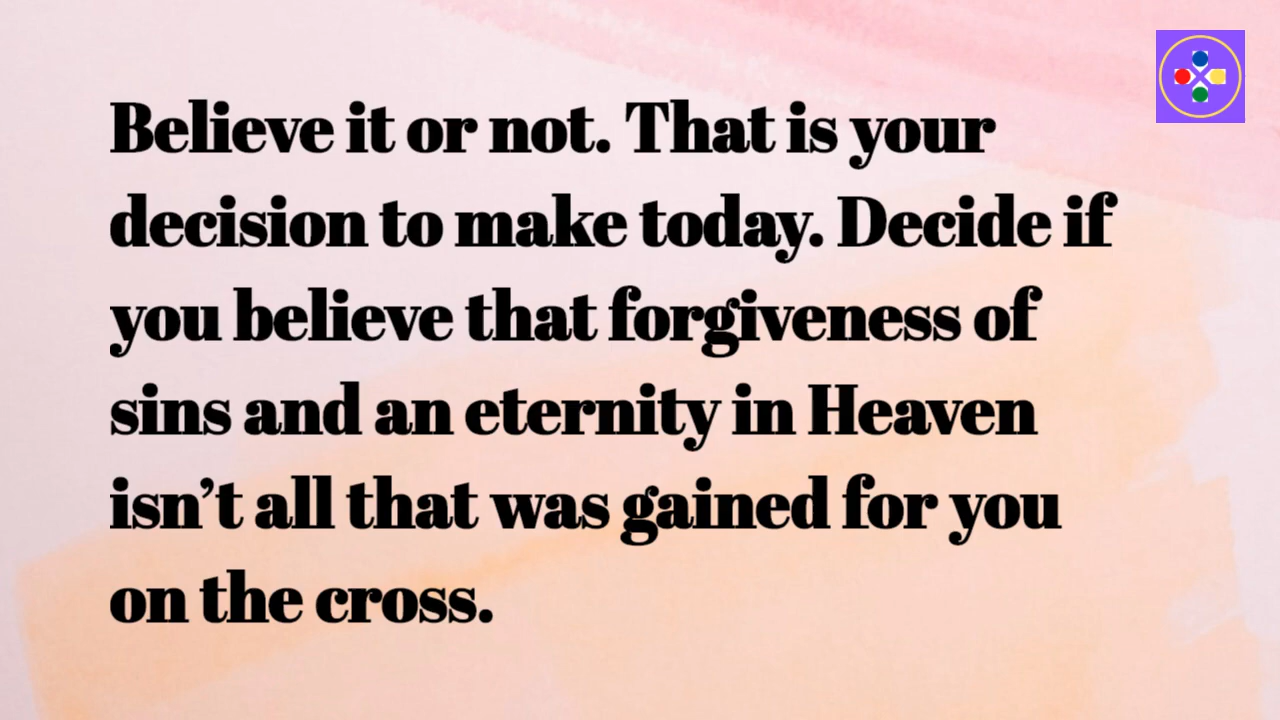 Believe it or not. That is your
decision to make today. Decide if
you believe that forgiveness of
sins and an eternity in Heaven
isn’t all that was gained for you
on the cross.